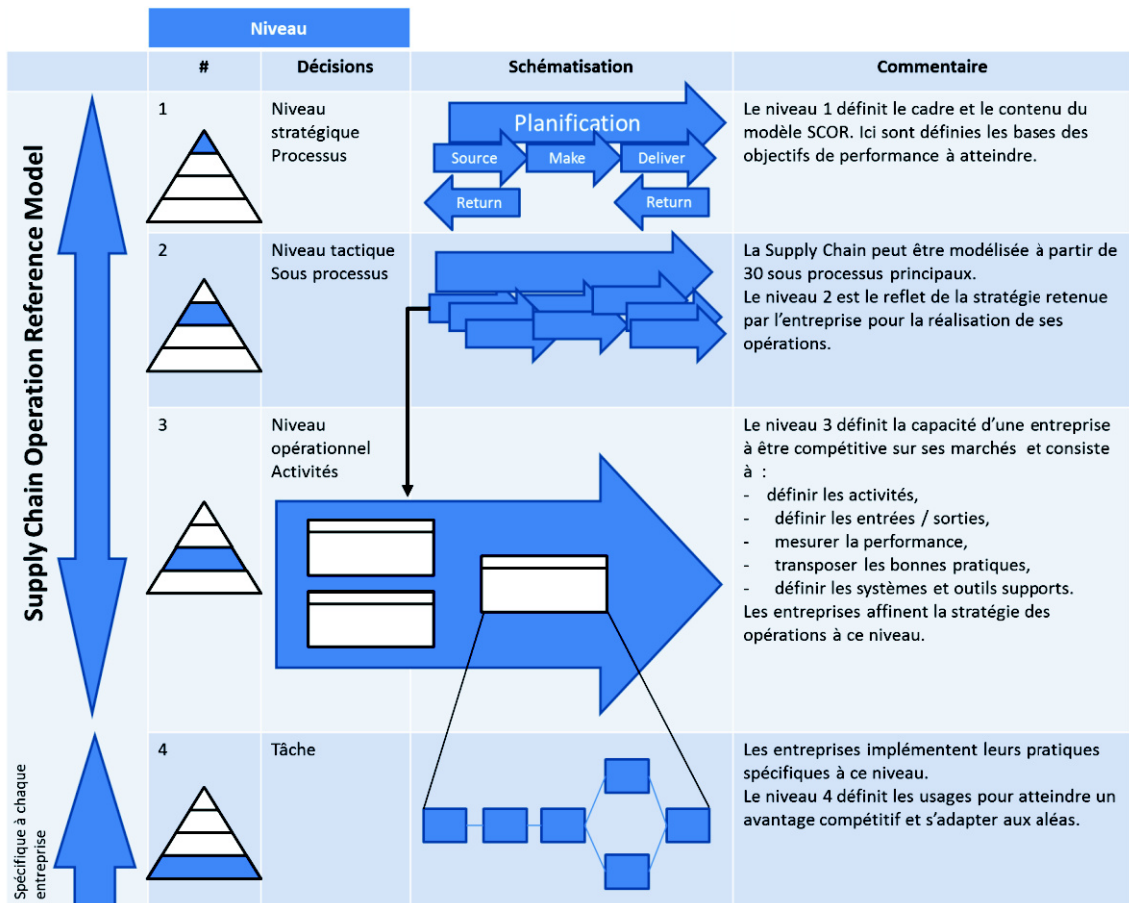 Niveau
# Décisions Schématisation Commentaire
Supply Chain Operation Reference Model
1
Niveau
stratégique
Processus
Planification
Source Make Deliver
Return Return
Le niveau 1 définit le cadre et le contenu du
modèle SCOR. Ici sont définies les bases des
objectifs de performance à atteindre.
2
Niveau tactique
Sous processus
La Supply Chain peut être modélisée à partir de
30 sous processus principaux.
Le niveau 2 est le reflet de la stratégie retenue
par l'entreprise pour la réalisation de ses
opérations.
3
Niveau
opérationnel
Activités
Le niveau 3 définit la capacité d'une entreprise
à être compétitive sur ses marchés et consiste
à :
- définir les activités,
- définir les entrées / sorties,
- mesurer la performance,
- transposer les bonnes pratiques,
- définir les systèmes et outils supports.
Les entreprises affinent la stratégie des
opérations à ce niveau.
Spécifique à chaque
entreprise
4
Tâche
Les entreprises implémentent leurs pratiques
spécifiques à ce niveau.
Le niveau 4 définit les usages pour atteindre un
avantage compétitif et s'adapter aux aléas.